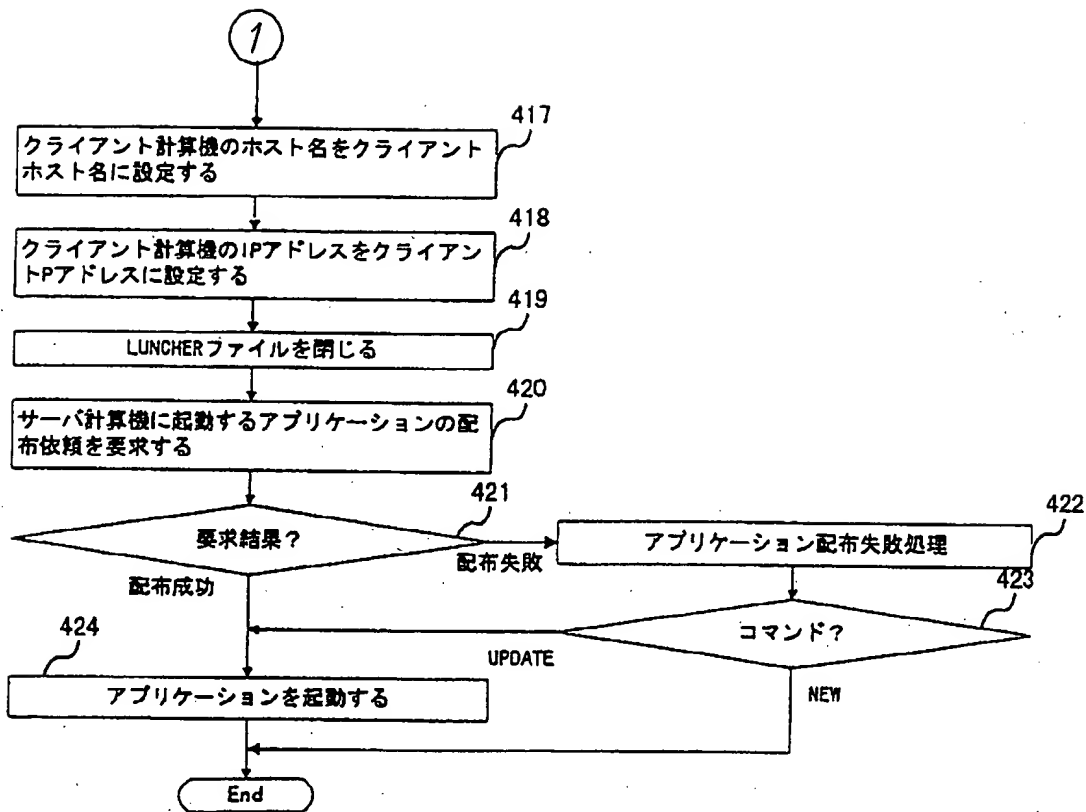 1
417
クライアント計算機のホスト名をクライアント
ホスト名に設定する
418
クライアント計算機のIPアドレスをクライアン
トPアドレスに設定する
419
LUNCHERファイルを閉じる
420
サーバ計算機に起動するアプリケーションの配
布依頼を要求する
421
要求結果?
配布失敗
配布成功
422
アプリケーション配布失敗処理
423
コマンド?
UPDATE
NEW
424
アプリケーションを起動する
End